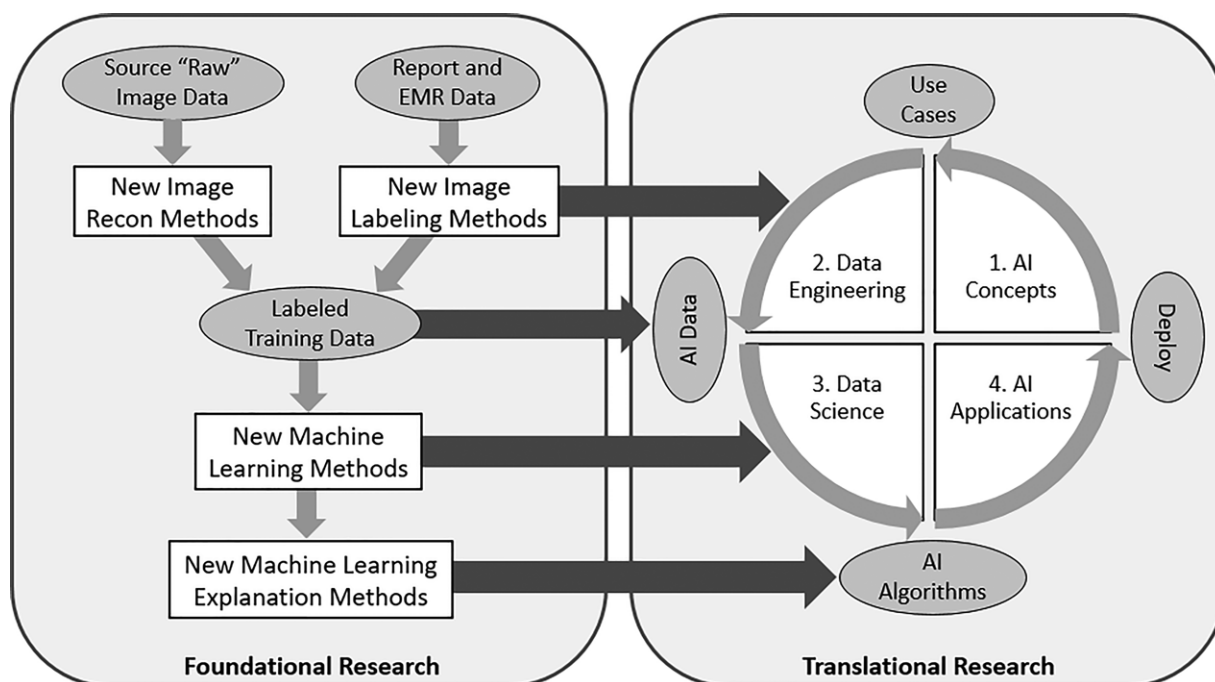 Source “Raw”
Image Data
Report and
EMR Data
New Image
Recon Methods
New Image
Labeling Methods
Labeled
Training Data
New Machine
Learning Methods
New Machine Learning
Explanation Methods
Foundational Research
Use
Cases
2. Data
Engineering
1. AI
Concepts
AI Data
Deploy
3. Data
Science
4. AI
Applications
AI
Algorithms
Translational Research